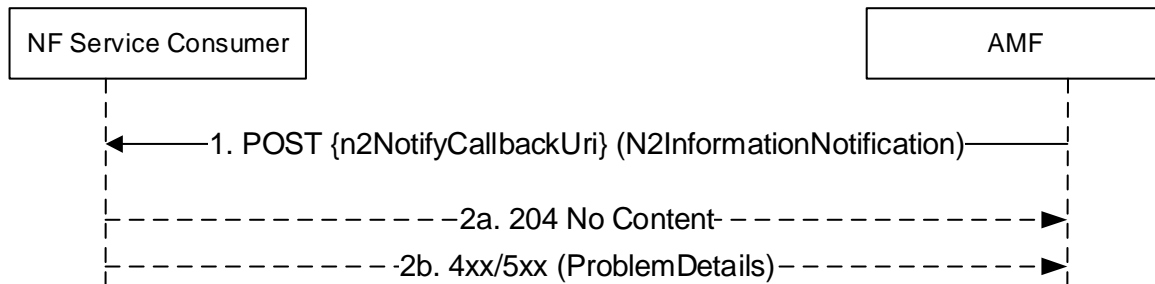 NF Service Consumer
AMF
1. POST {n2NotifyCallbackUri} (N2InformationNotification)
2a. 204 No Content
2b. 4xx/5xx (ProblemDetails)